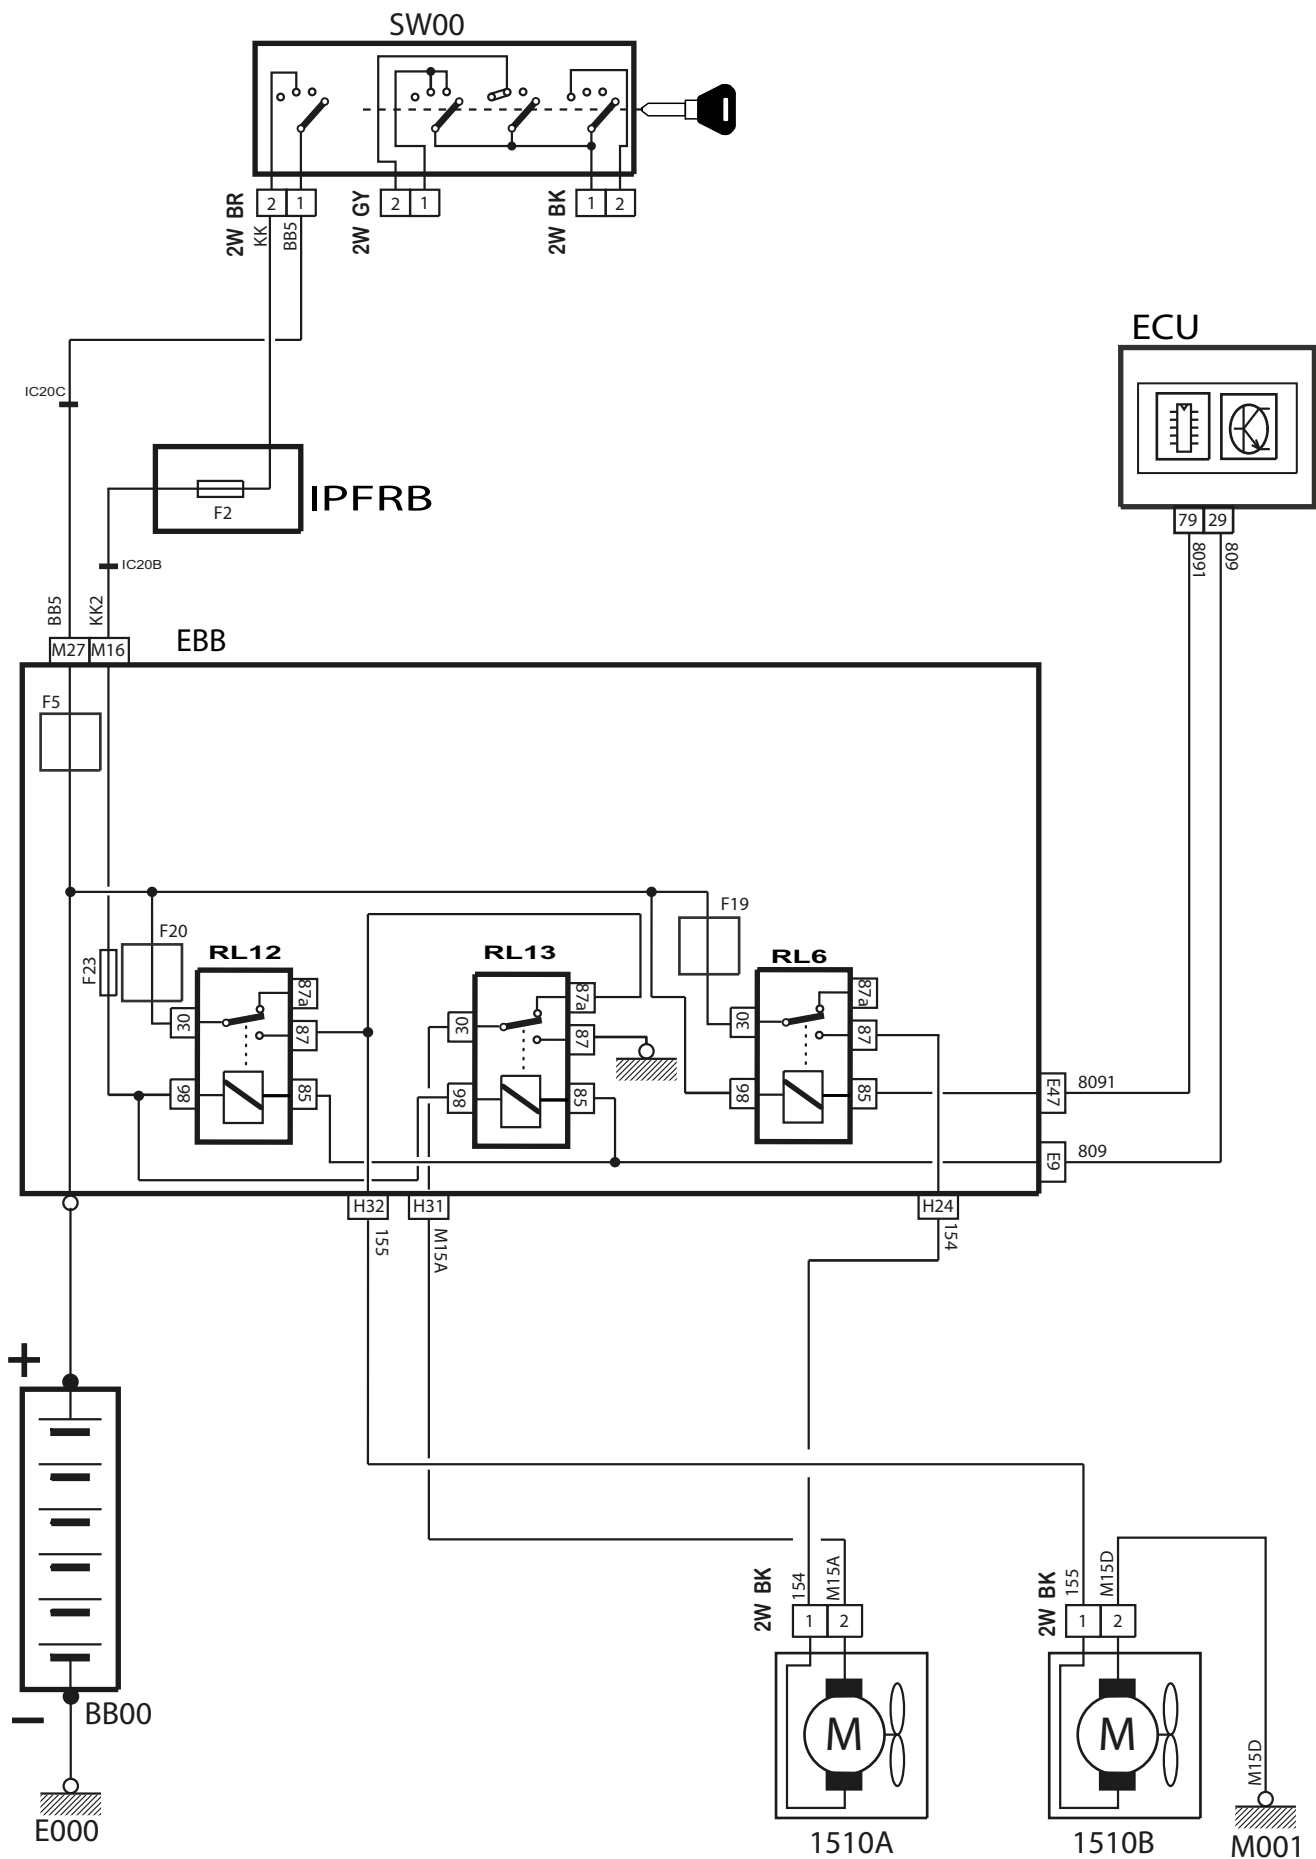 SW00
2W BR
2
1
2W GY
2
1
2W BK
1
2
KK
BB5
ECU
IC20C
F2
IPFRB
79
29
8091
809
IC20B
BB5
KK2
M27
M16
EBB
F5
F19
F20
F23
RL12
RL13
RL6
87a
87a
87a
30
87
30
87
30
87
86
85
86
85
86
85
E47
8091
E9
809
H32
H31
H24
155
M15A
154
+
2W BK
154
M15A
2W BK
155
M15D
1
2
1
2
M
M
–
BB00
M15D
E000
1510A
1510B
M001